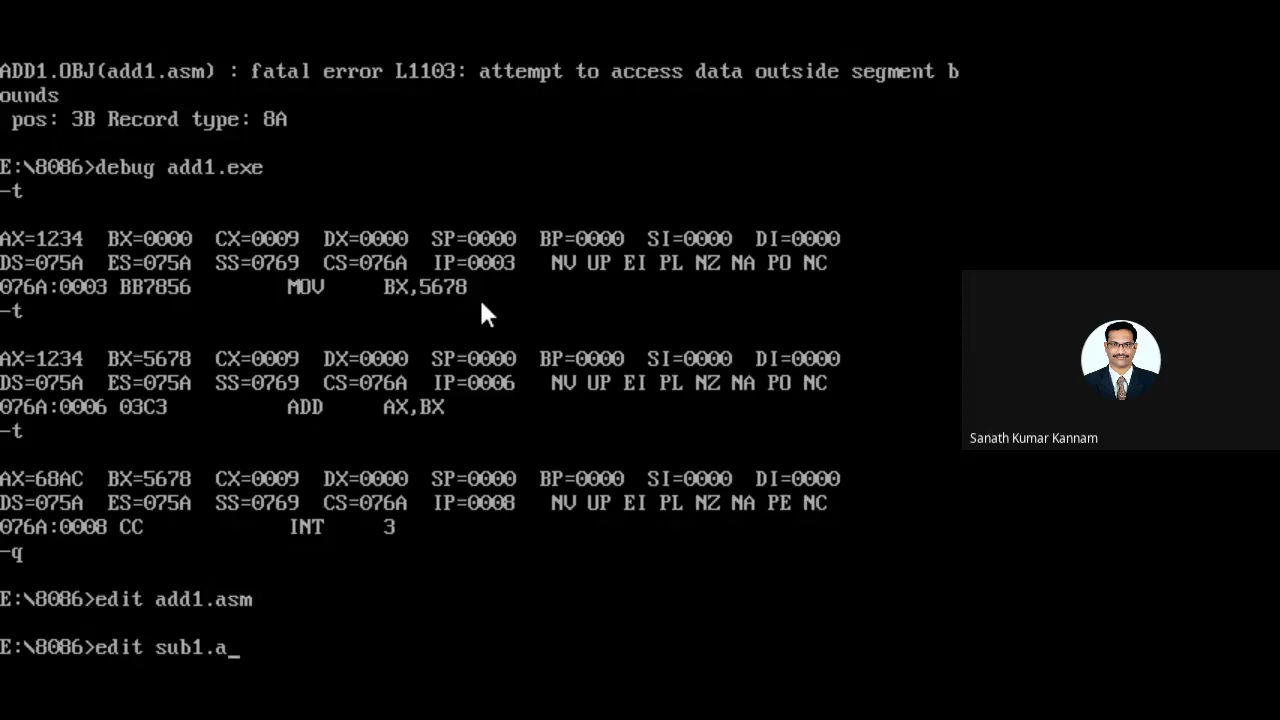 ADD1.OBJ(add1.asm) : fatal error L1103: attempt to access data outside segment b
ounds
 pos: 3B Record type: 8A
E:\8086>debug add1.exe
-t
AX=1234  BX=0000  CX=0009  DX=0000  SP=0000  BP=0000  SI=0000  DI=0000
DS=075A  ES=075A  SS=0769  CS=076A  IP=0003   NV UP EI PL NZ NA PO NC
076A:0003 BB7856        MOV     BX,5678
-t
AX=1234  BX=5678  CX=0009  DX=0000  SP=0000  BP=0000  SI=0000  DI=0000
DS=075A  ES=075A  SS=0769  CS=076A  IP=0006   NV UP EI PL NZ NA PO NC
076A:0006 03C3          ADD     AX,BX
-t
AX=68AC  BX=5678  CX=0009  DX=0000  SP=0000  BP=0000  SI=0000  DI=0000
DS=075A  ES=075A  SS=0769  CS=076A  IP=0008   NV UP EI PL NZ NA PE NC
076A:0008 CC            INT     3
-q
E:\8086>edit add1.asm
E:\8086>edit sub1.a_
Sanath Kumar Kannam